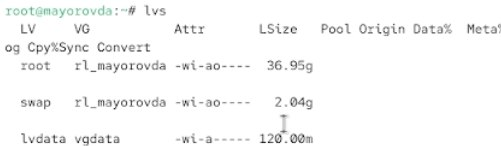 root@mayorovda:~# lvs
  LV     VG          Attr       LSize   Pool Origin Data%  Meta%
og Cpy%Sync Convert
  root   rl_mayorovda -wi-ao----  36.95g
  swap   rl_mayorovda -wi-ao----   2.04g
  lvdata vgdata       -wi-a----- 120.00m